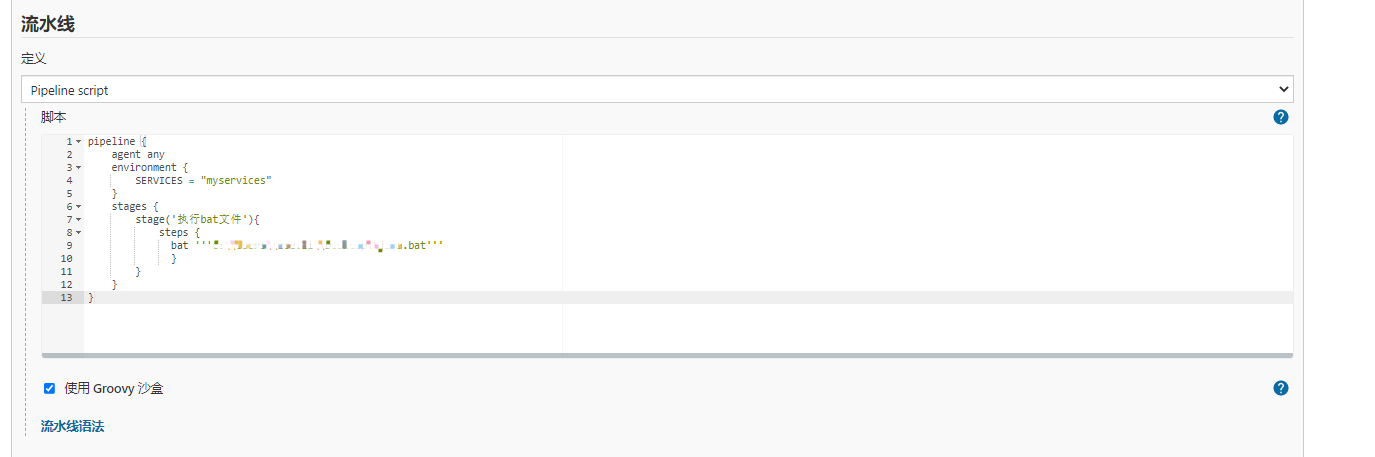 流水线
定义
Pipeline script
脚本
?
1 pipeline {
2 agent any
3 environment {
4 SERVICES = "myservices"
5 }
6 stages {
7 stage('执行bat文件'){
8 steps {
9 bat ''' .bat'''
10 }
11 }
12 }
13 }
使用 Groovy 沙盒
?
流水线语法